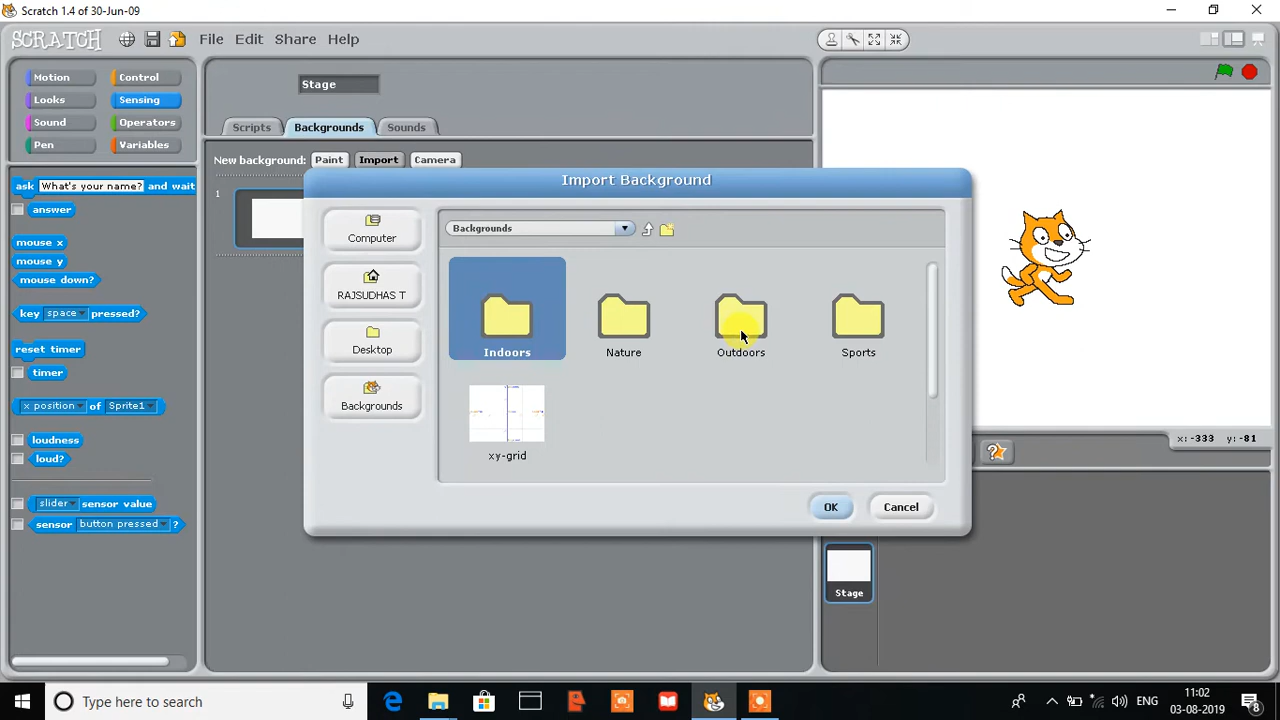 Scratch 1.4 of 30-Jun-09
SCRATCH File Edit Share Help
Motion Control
Looks Sensing
Sound Operators
Pen Variables
ask What's your name? and wait
answer
mouse x
mouse y
mouse down?
key space pressed?
reset timer
timer
x position of Sprite1
loudness
loud?
slider sensor value
sensor button pressed ?
Stage
Scripts Backgrounds Sounds
New background: Paint Import Camera
1
Import Background
Computer
RAJSUDHAS T
Desktop
Backgrounds
Backgrounds
Indoors Nature Outdoors Sports
xy-grid
OK Cancel
x: -333 y: -81
Stage
Type here to search
ENG
11:02
03-08-2019
8